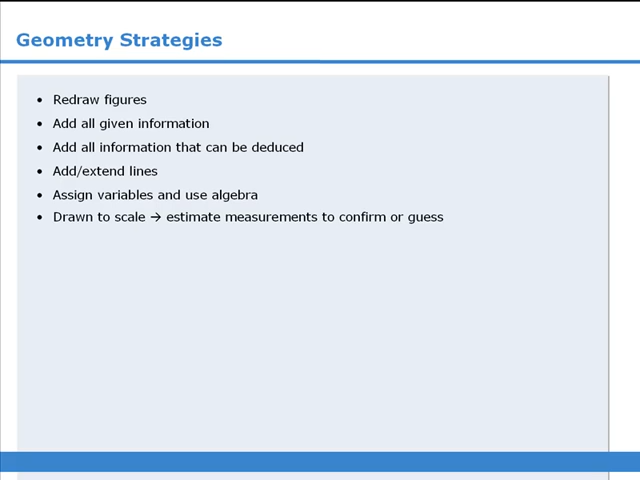 Geometry Strategies
• Redraw figures
• Add all given information
• Add all information that can be deduced
• Add/extend lines
• Assign variables and use algebra
• Drawn to scale → estimate measurements to confirm or guess